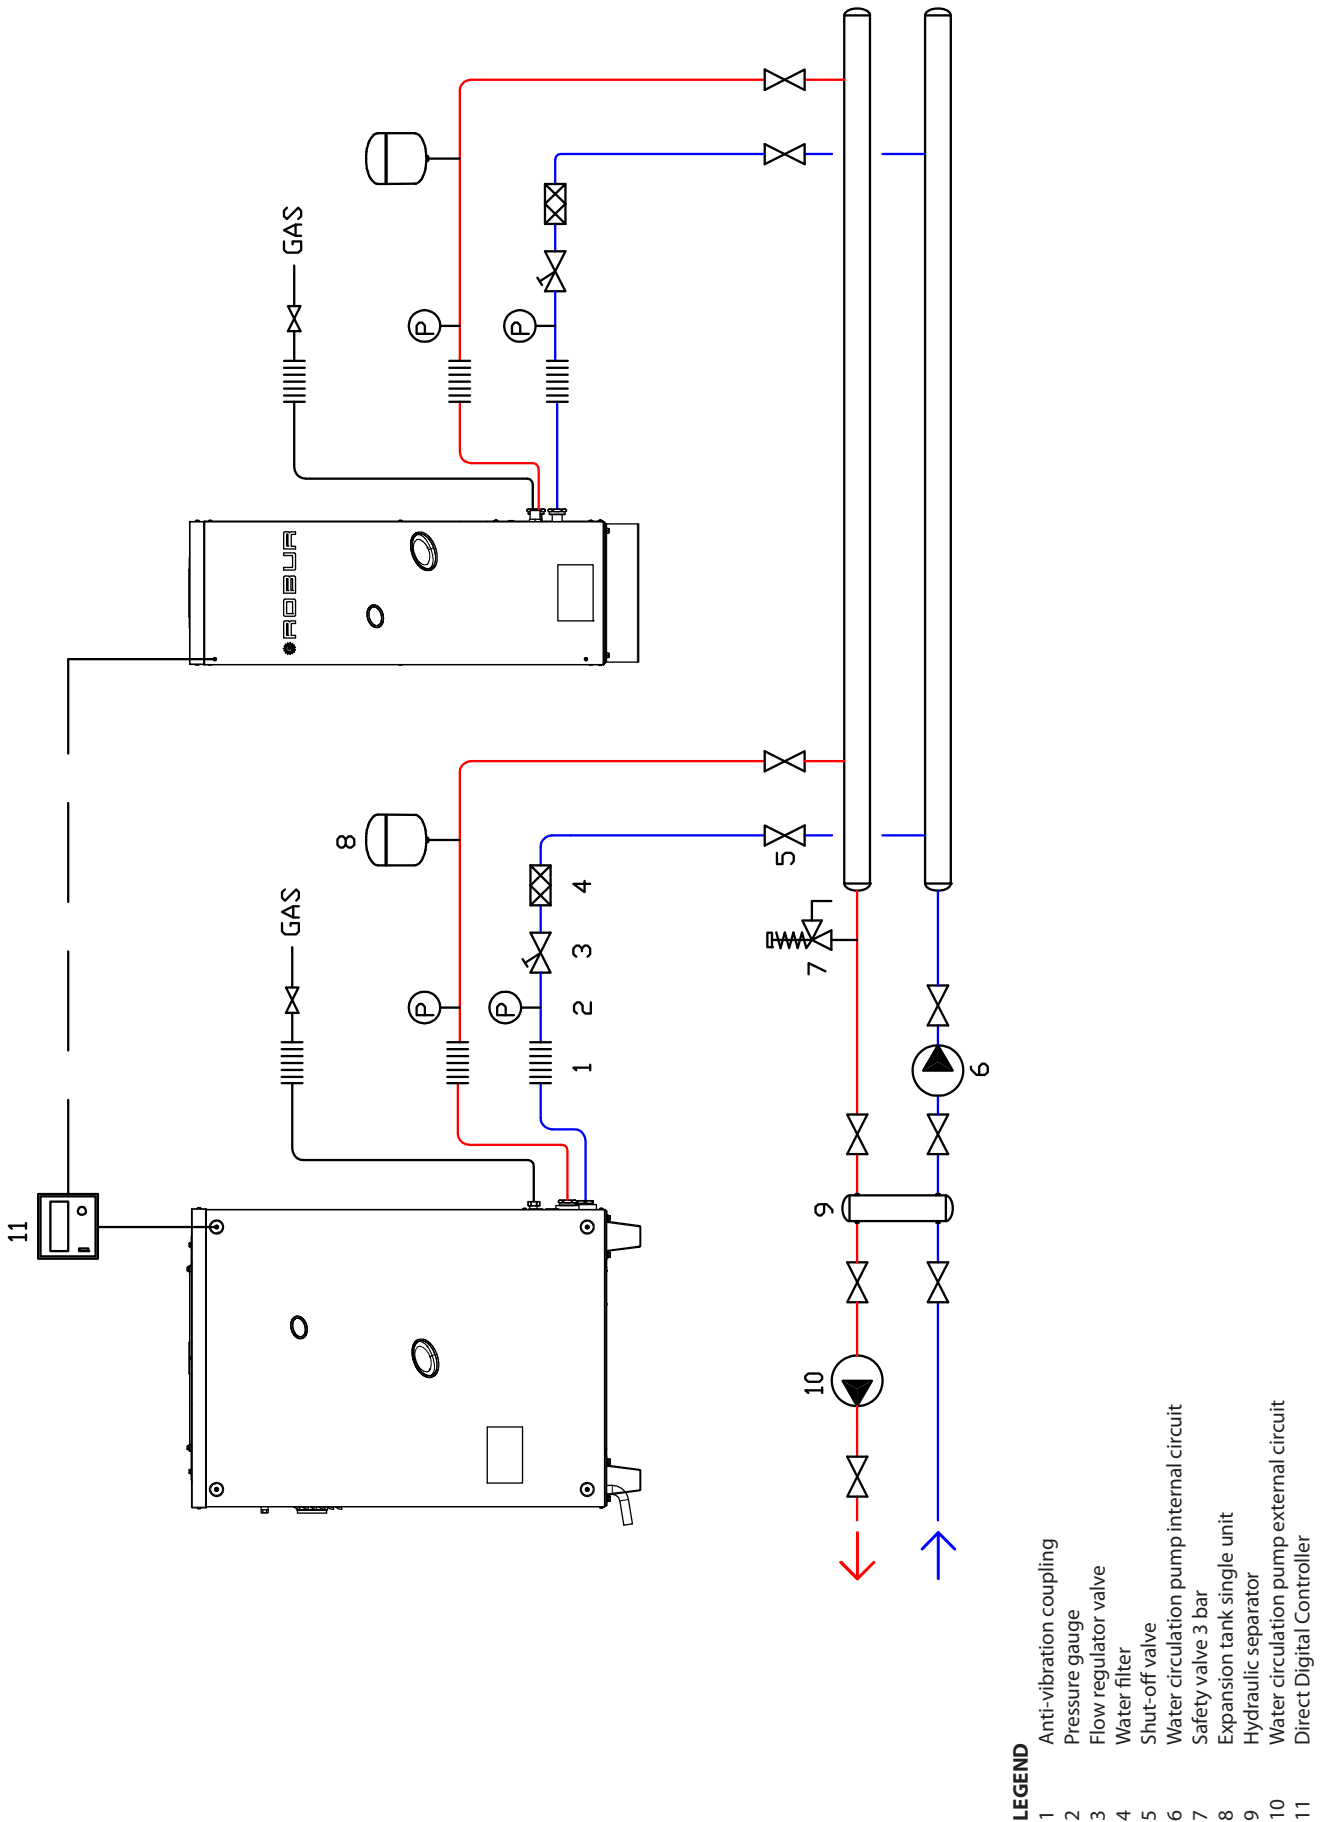 11
GAS
8
P
P
1
2
3
4
5
ROBUR
GAS
P
P
7
6
9
10
LEGEND
1 Anti-vibration coupling
2 Pressure gauge
3 Flow regulator valve
4 Water filter
5 Shut-off valve
6 Water circulation pump internal circuit
7 Safety valve 3 bar
8 Expansion tank single unit
9 Hydraulic separator
10 Water circulation pump external circuit
11 Direct Digital Controller